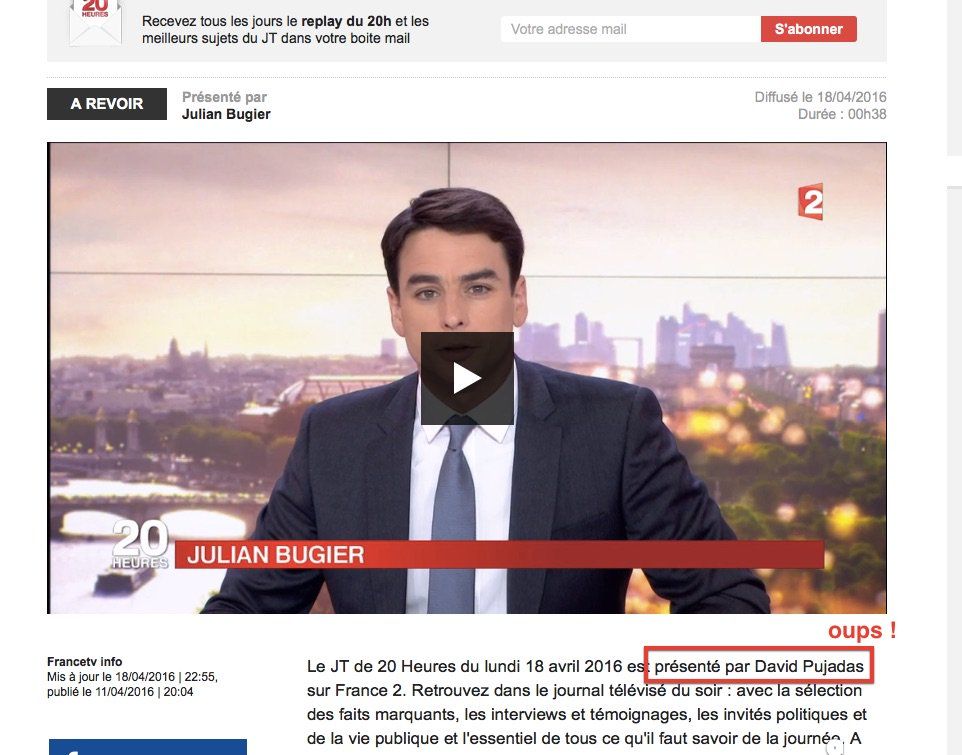 20
HEURES
Recevez tous les jours le replay du 20h et les
meilleurs sujets du JT dans votre boite mail
Votre adresse mail
S'abonner
A REVOIR
Présenté par
Julian Bugier
Diffusé le 18/04/2016
Durée : 00h38
2
20
HEURES
JULIAN BUGIER
oups !
Francetv info
Mis à jour le 18/04/2016 | 22:55,
publié le 11/04/2016 | 20:04
Le JT de 20 Heures du lundi 18 avril 2016 est présenté par David Pujadas
sur France 2. Retrouvez dans le journal télévisé du soir : avec la sélection
des faits marquants, les interviews et témoignages, les invités politiques et
de la vie publique et l'essentiel de tous ce qu'il faut savoir de la journée. A